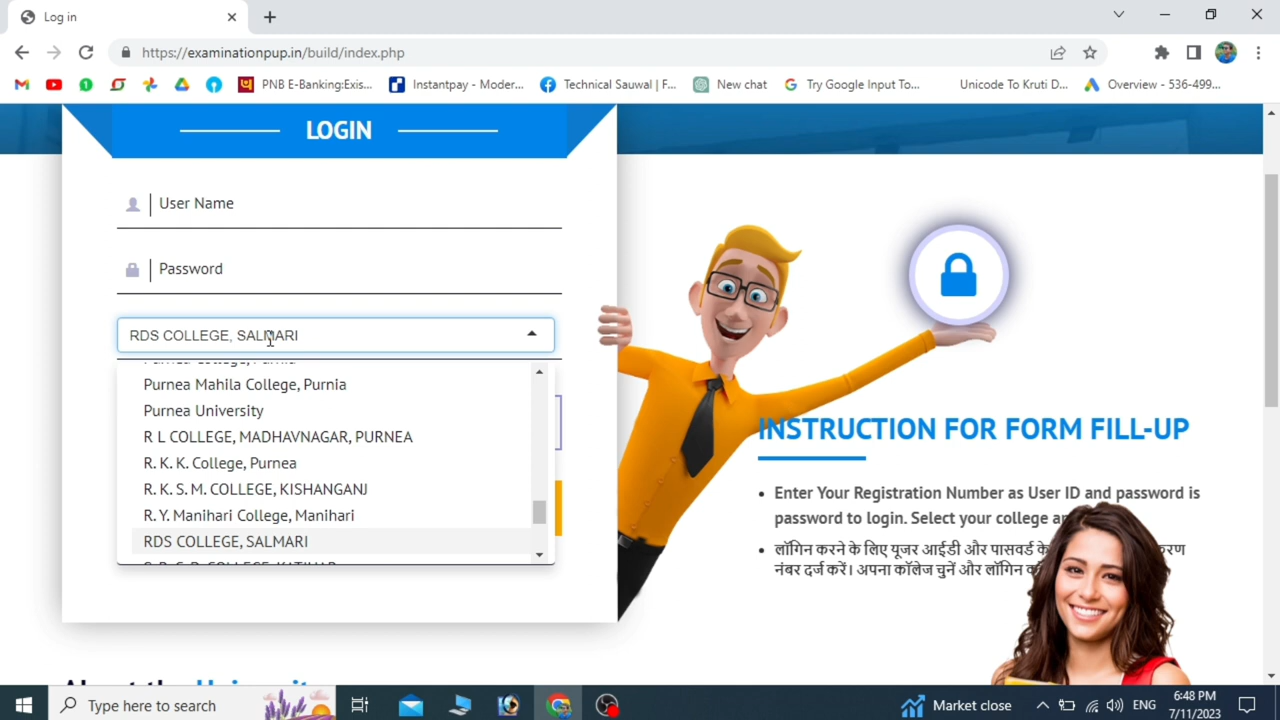 Log in
https://examinationpup.in/build/index.php
PNB E-Banking:Exis...
Instantpay - Moder...
Technical Sauwal | F...
New chat
Try Google Input To...
Unicode To Kruti D...
Overview - 536-499...
LOGIN
User Name
Password
RDS COLLEGE, SALMARI
Purnea Mahila College, Purnia
Purnea University
R L COLLEGE, MADHAVNAGAR, PURNEA
R. K. K. College, Purnea
R. K. S. M. COLLEGE, KISHANGANJ
R. Y. Manihari College, Manihari
RDS COLLEGE, SALMARI
INSTRUCTION FOR FORM FILL-UP
Enter Your Registration Number as User ID and password is
password to login. Select your college
लॉगिन करने के लिए यूजर आईडी और पासवर्ड के
नंबर दर्ज करें। अपना कॉलेज चुनें और लॉगिन
Type here to search
Market close
ENG
6:48 PM
7/11/2023